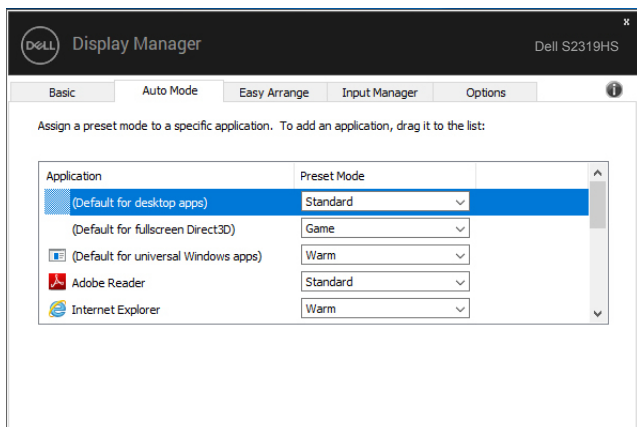 x
DELL Display Manager Dell S2319HS
Basic Auto Mode Easy Arrange Input Manager Options
Assign a preset mode to a specific application. To add an application, drag it to the list:
Application Preset Mode
(Default for desktop apps) Standard
(Default for fullscreen Direct3D) Game
(Default for universal Windows apps) Warm
Adobe Reader Standard
Internet Explorer Warm